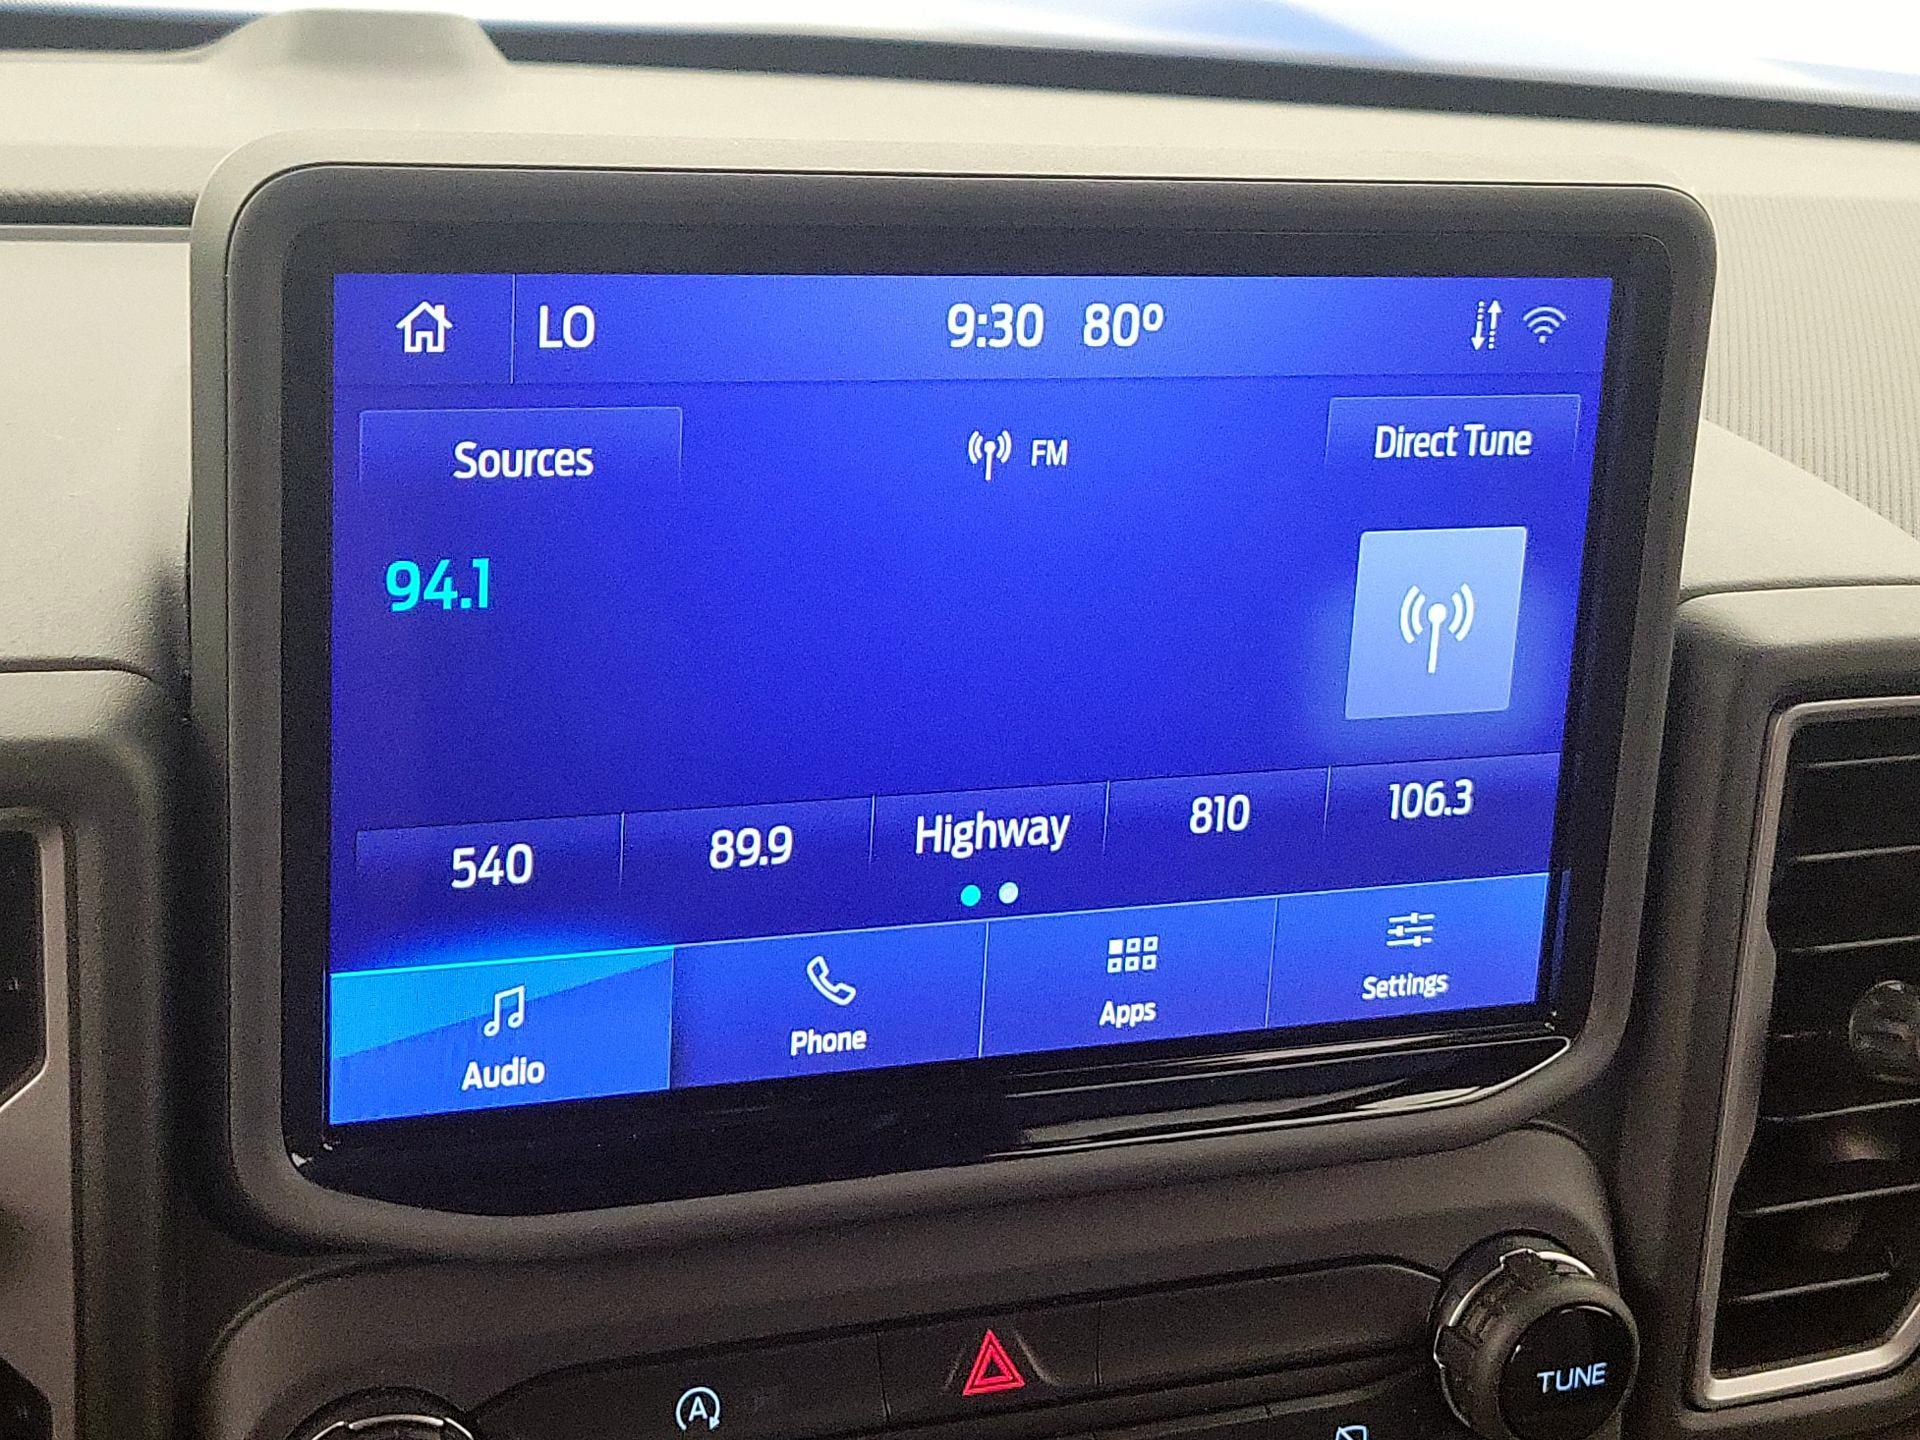 LO 9:30 80º
Sources FM Direct Tune
94.1
540 89.9 Highway 810 106.3
Audio Phone Apps Settings
A TUNE